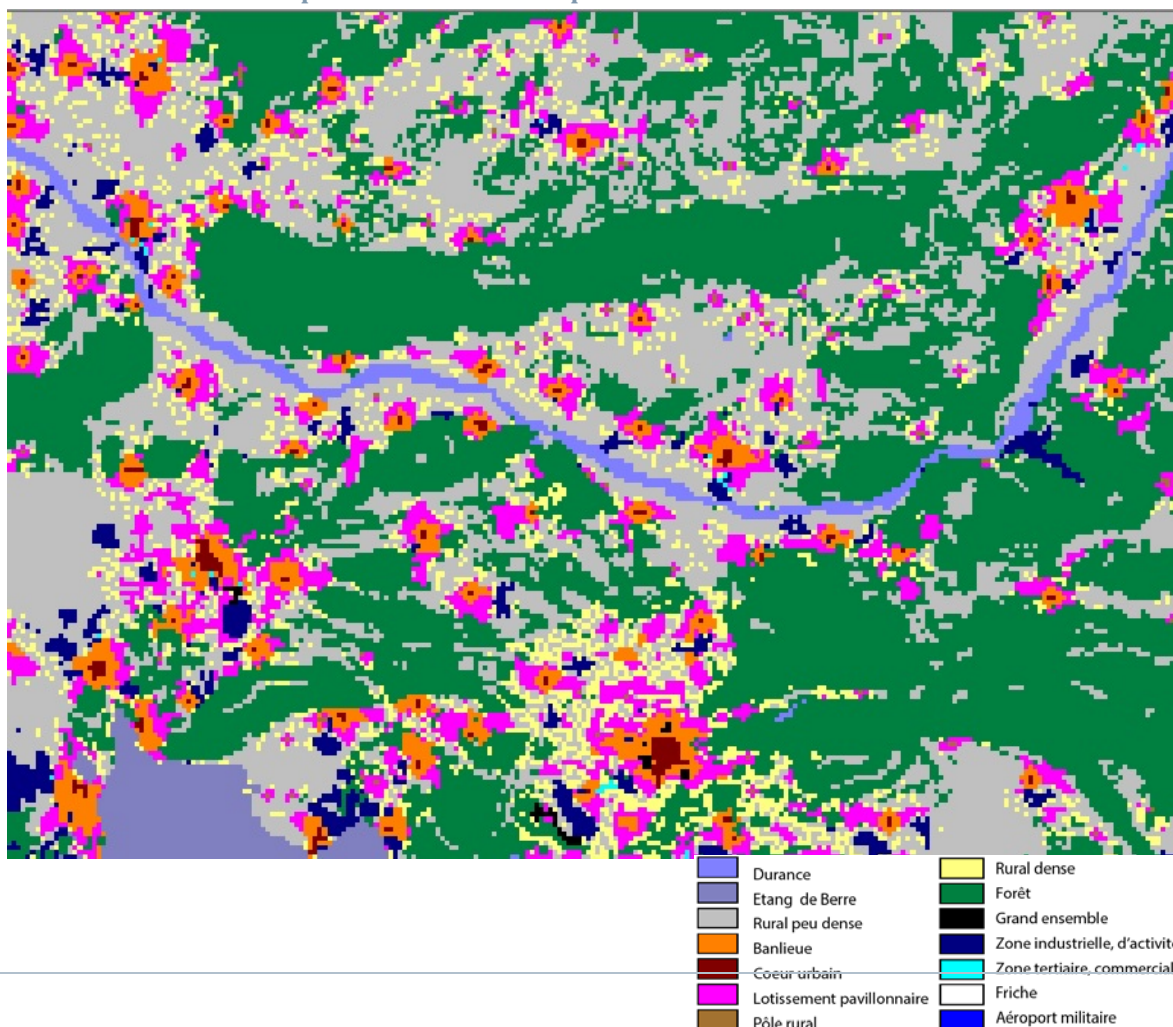 Durance
Etang de Berre
Rural peu dense
Banlieue
Coeur urbain
Lotissement pavillonnaire
Pôle rural
Rural dense
Forêt
Grand ensemble
Zone industrielle, d'activité
Zone tertiaire, commercial
Friche
Aéroport militaire